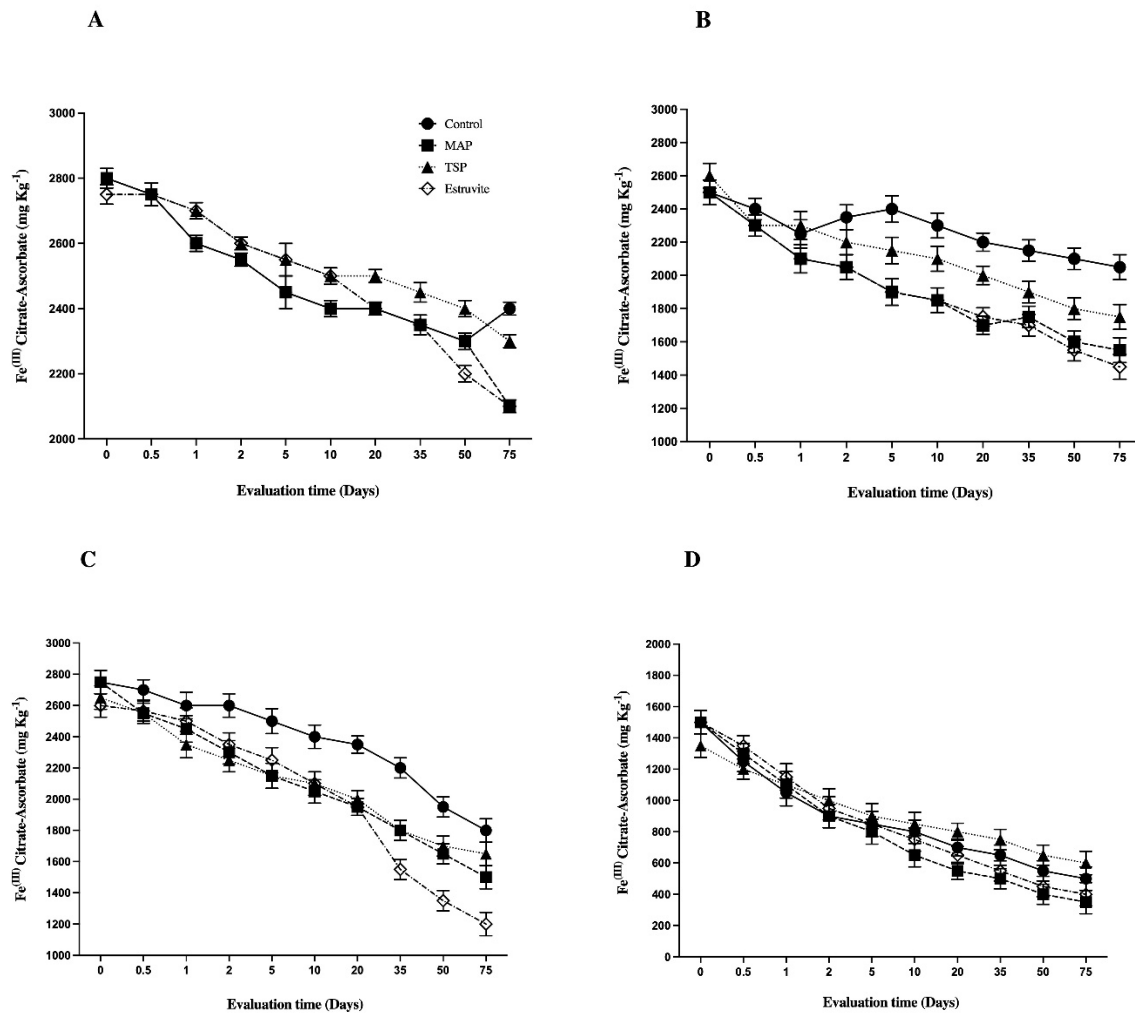 A
Fe(III) Citrate-Ascorbate (mg Kg-1)
3000
2800
2600
2400
2200
2000
Control
MAP
TSP
Estruvite
0 0.5 1 2 5 10 20 35 50 75
Evaluation time (Days)
B
Fe(III) Citrate-Ascorbate (mg Kg-1)
3000
2800
2600
2400
2200
2000
1800
1600
1400
1200
1000
0 0.5 1 2 5 10 20 35 50 75
Evaluation time (Days)
C
Fe(III) Citrate-Ascorbate (mg Kg-1)
3000
2800
2600
2400
2200
2000
1800
1600
1400
1200
1000
0 0.5 1 2 5 10 20 35 50 75
Evaluation time (Days)
D
Fe(III) Citrate-Ascorbate (mg Kg-1)
2000
1800
1600
1400
1200
1000
800
600
400
200
0
0 0.5 1 2 5 10 20 35 50 75
Evaluation time (Days)